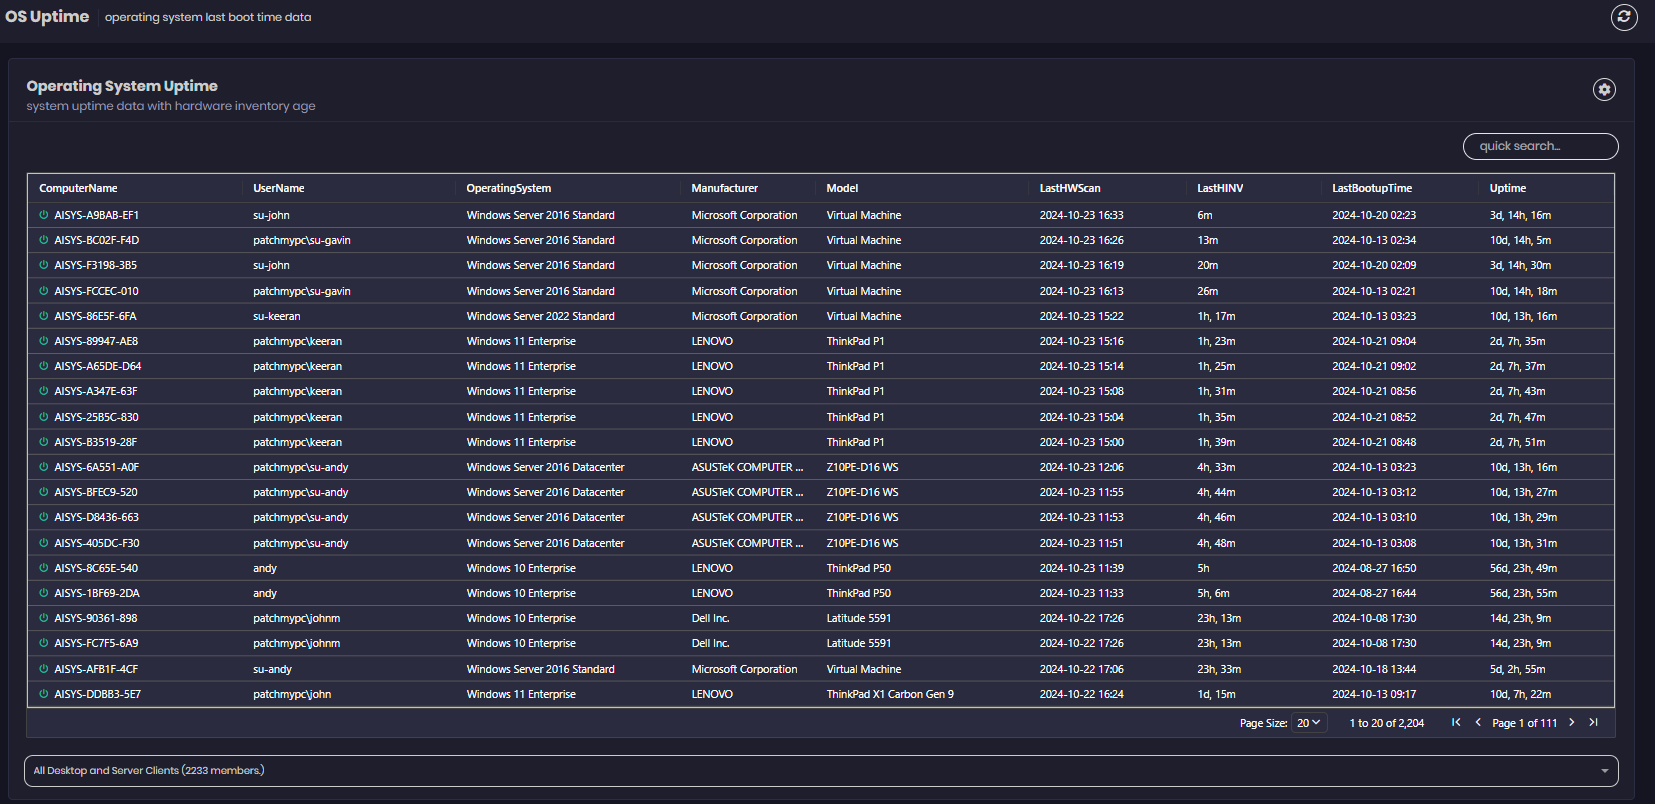 OS Uptime operating system last boot time data
Operating System Uptime
system uptime data with hardware inventory age
quick search...
ComputerName UserName OperatingSystem Manufacturer Model LastHWScan LastHINV LastBootupTime Uptime
AISYS-A9BAB-EF1 su-john Windows Server 2016 Standard Microsoft Corporation Virtual Machine 2024-10-23 16:33 6m 2024-10-20 02:23 3d, 14h, 16m
AISYS-BC02F-F4D patchmypc\su-gavin Windows Server 2016 Standard Microsoft Corporation Virtual Machine 2024-10-23 16:26 13m 2024-10-13 02:34 10d, 14h, 5m
AISYS-F3198-3B5 su-john Windows Server 2016 Standard Microsoft Corporation Virtual Machine 2024-10-23 16:19 20m 2024-10-20 02:09 3d, 14h, 30m
AISYS-FCCEC-010 patchmypc\su-gavin Windows Server 2016 Standard Microsoft Corporation Virtual Machine 2024-10-23 16:13 26m 2024-10-13 02:21 10d, 14h, 18m
AISYS-86E5F-6FA su-keeran Windows Server 2022 Standard Microsoft Corporation Virtual Machine 2024-10-23 15:22 1h, 17m 2024-10-13 03:23 10d, 13h, 16m
AISYS-89947-AE8 patchmypc\keeran Windows 11 Enterprise LENOVO ThinkPad P1 2024-10-23 15:16 1h, 23m 2024-10-21 09:04 2d, 7h, 35m
AISYS-A65DE-D64 patchmypc\keeran Windows 11 Enterprise LENOVO ThinkPad P1 2024-10-23 15:14 1h, 25m 2024-10-21 09:02 2d, 7h, 37m
AISYS-A347E-63F patchmypc\keeran Windows 11 Enterprise LENOVO ThinkPad P1 2024-10-23 15:08 1h, 31m 2024-10-21 08:56 2d, 7h, 43m
AISYS-25B5C-830 patchmypc\keeran Windows 11 Enterprise LENOVO ThinkPad P1 2024-10-23 15:04 1h, 35m 2024-10-21 08:52 2d, 7h, 47m
AISYS-B3519-28F patchmypc\keeran Windows 11 Enterprise LENOVO ThinkPad P1 2024-10-23 15:00 1h, 39m 2024-10-21 08:48 2d, 7h, 51m
AISYS-6A551-A0F patchmypc\su-andy Windows Server 2016 Datacenter ASUSTeK COMPUTER ... Z10PE-D16 WS 2024-10-23 12:06 4h, 33m 2024-10-13 03:23 10d, 13h, 16m
AISYS-BFEC9-520 patchmypc\su-andy Windows Server 2016 Datacenter ASUSTeK COMPUTER ... Z10PE-D16 WS 2024-10-23 11:55 4h, 44m 2024-10-13 03:12 10d, 13h, 27m
AISYS-D8436-663 patchmypc\su-andy Windows Server 2016 Datacenter ASUSTeK COMPUTER ... Z10PE-D16 WS 2024-10-23 11:53 4h, 46m 2024-10-13 03:10 10d, 13h, 29m
AISYS-405DC-F30 patchmypc\su-andy Windows Server 2016 Datacenter ASUSTeK COMPUTER ... Z10PE-D16 WS 2024-10-23 11:51 4h, 48m 2024-10-13 03:08 10d, 13h, 31m
AISYS-8C65E-540 andy Windows 10 Enterprise LENOVO ThinkPad P50 2024-10-23 11:39 5h 2024-08-27 16:50 56d, 23h, 49m
AISYS-1BF69-2DA andy Windows 10 Enterprise LENOVO ThinkPad P50 2024-10-23 11:33 5h, 6m 2024-08-27 16:44 56d, 23h, 55m
AISYS-90361-898 patchmypc\johnm Windows 10 Enterprise Dell Inc. Latitude 5591 2024-10-22 17:26 23h, 13m 2024-10-08 17:30 14d, 23h, 9m
AISYS-FC7F5-6A9 patchmypc\johnm Windows 10 Enterprise Dell Inc. Latitude 5591 2024-10-22 17:26 23h, 13m 2024-10-08 17:30 14d, 23h, 9m
AISYS-AFB1F-4CF su-andy Windows Server 2016 Standard Microsoft Corporation Virtual Machine 2024-10-22 17:06 23h, 33m 2024-10-18 13:44 5d, 2h, 55m
AISYS-DDBB3-5E7 patchmypc\john Windows 11 Enterprise LENOVO ThinkPad X1 Carbon Gen 9 2024-10-22 16:24 1d, 15m 2024-10-13 09:17 10d, 7h, 22m
Page Size: 20 1 to 20 of 2,204 Page 1 of 111
All Desktop and Server Clients (2233 members.)